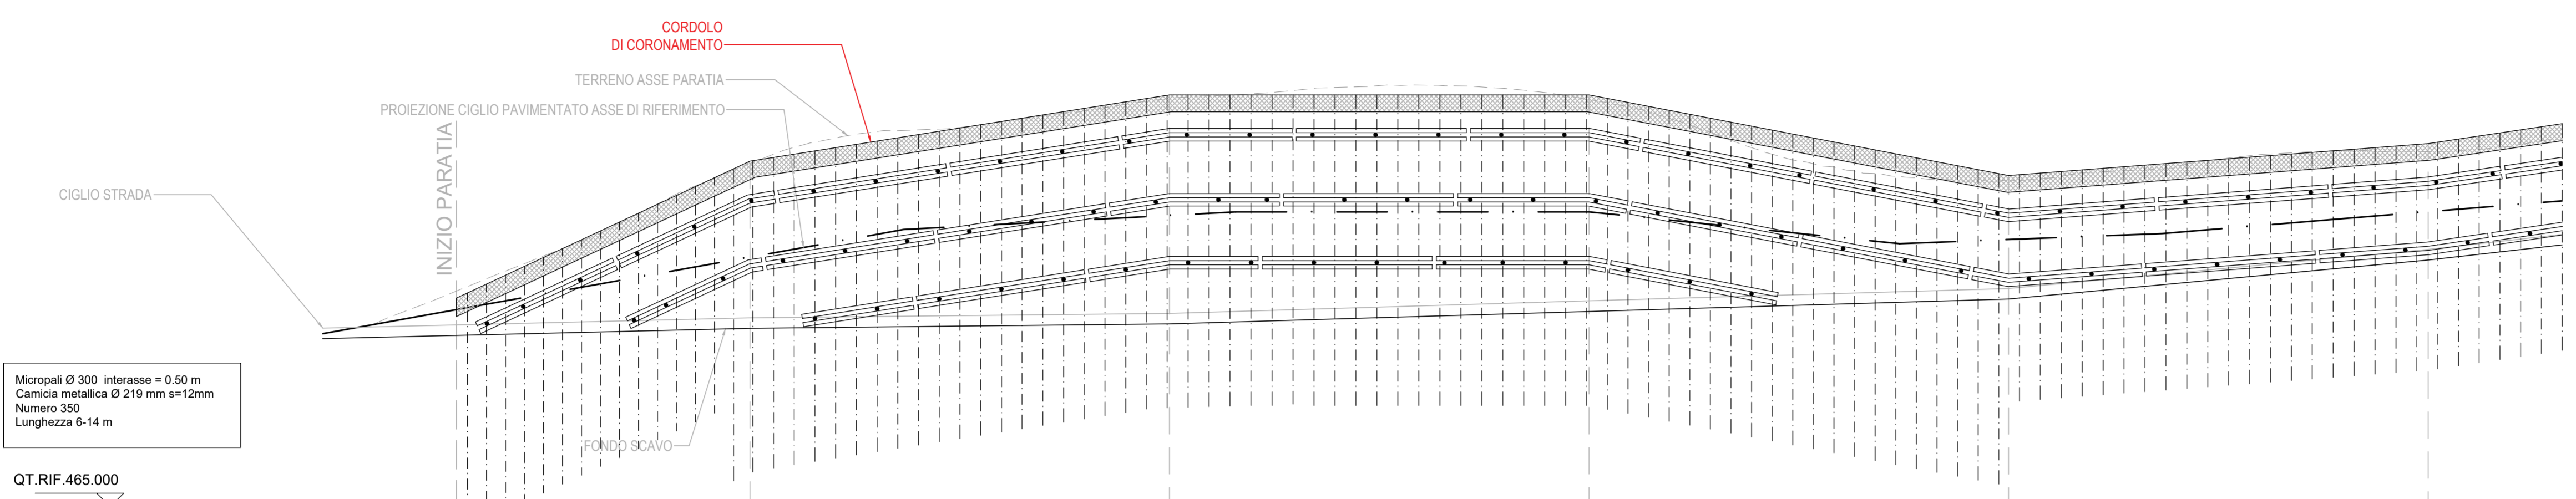 CORDOLO
DI CORONAMENTO
TERRENO ASSE PARATIA
PROIEZIONE CIGLIO PAVIMENTATO ASSE DI RIFERIMENTO
INIZIO PARATIA
CIGLIO STRADA
FONDO SCAVO
Micropali Ø 300 interasse = 0.50 m
Camicia metallica Ø 219 mm s=12mm
Numero 350
Lunghezza 6-14 m
QT.RIF.465.000